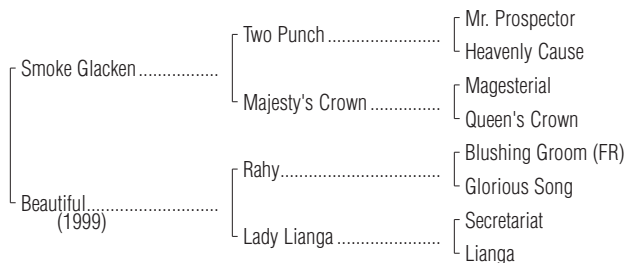 Mr. Prospector
Two Punch ........................
Heavenly Cause
Smoke Glacken .................
Magesterial
Majesty's Crown ...............
Queen's Crown
Blushing Groom (FR)
Rahy..................................
Glorious Song
Beautiful............................
(1999)
Secretariat
Lady Lianga ......................
Lianga